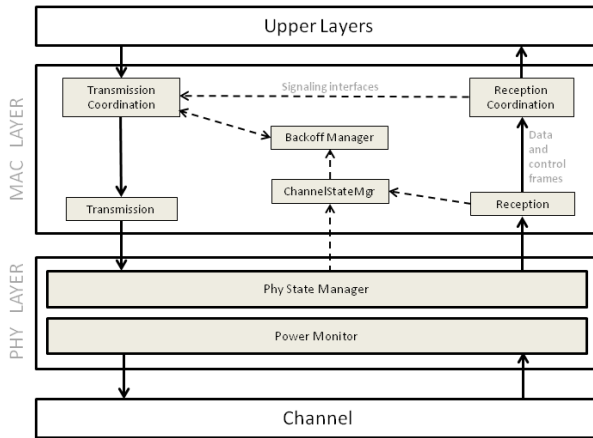 Upper Layers
MAC LAYER
Transmission
Coordination
Signaling interfaces
Reception
Coordination
Backoff Manager
Data
and
control
frames
ChannelStateMgr
Transmission
Reception
PHY LAYER
Phy State Manager
Power Monitor
Channel